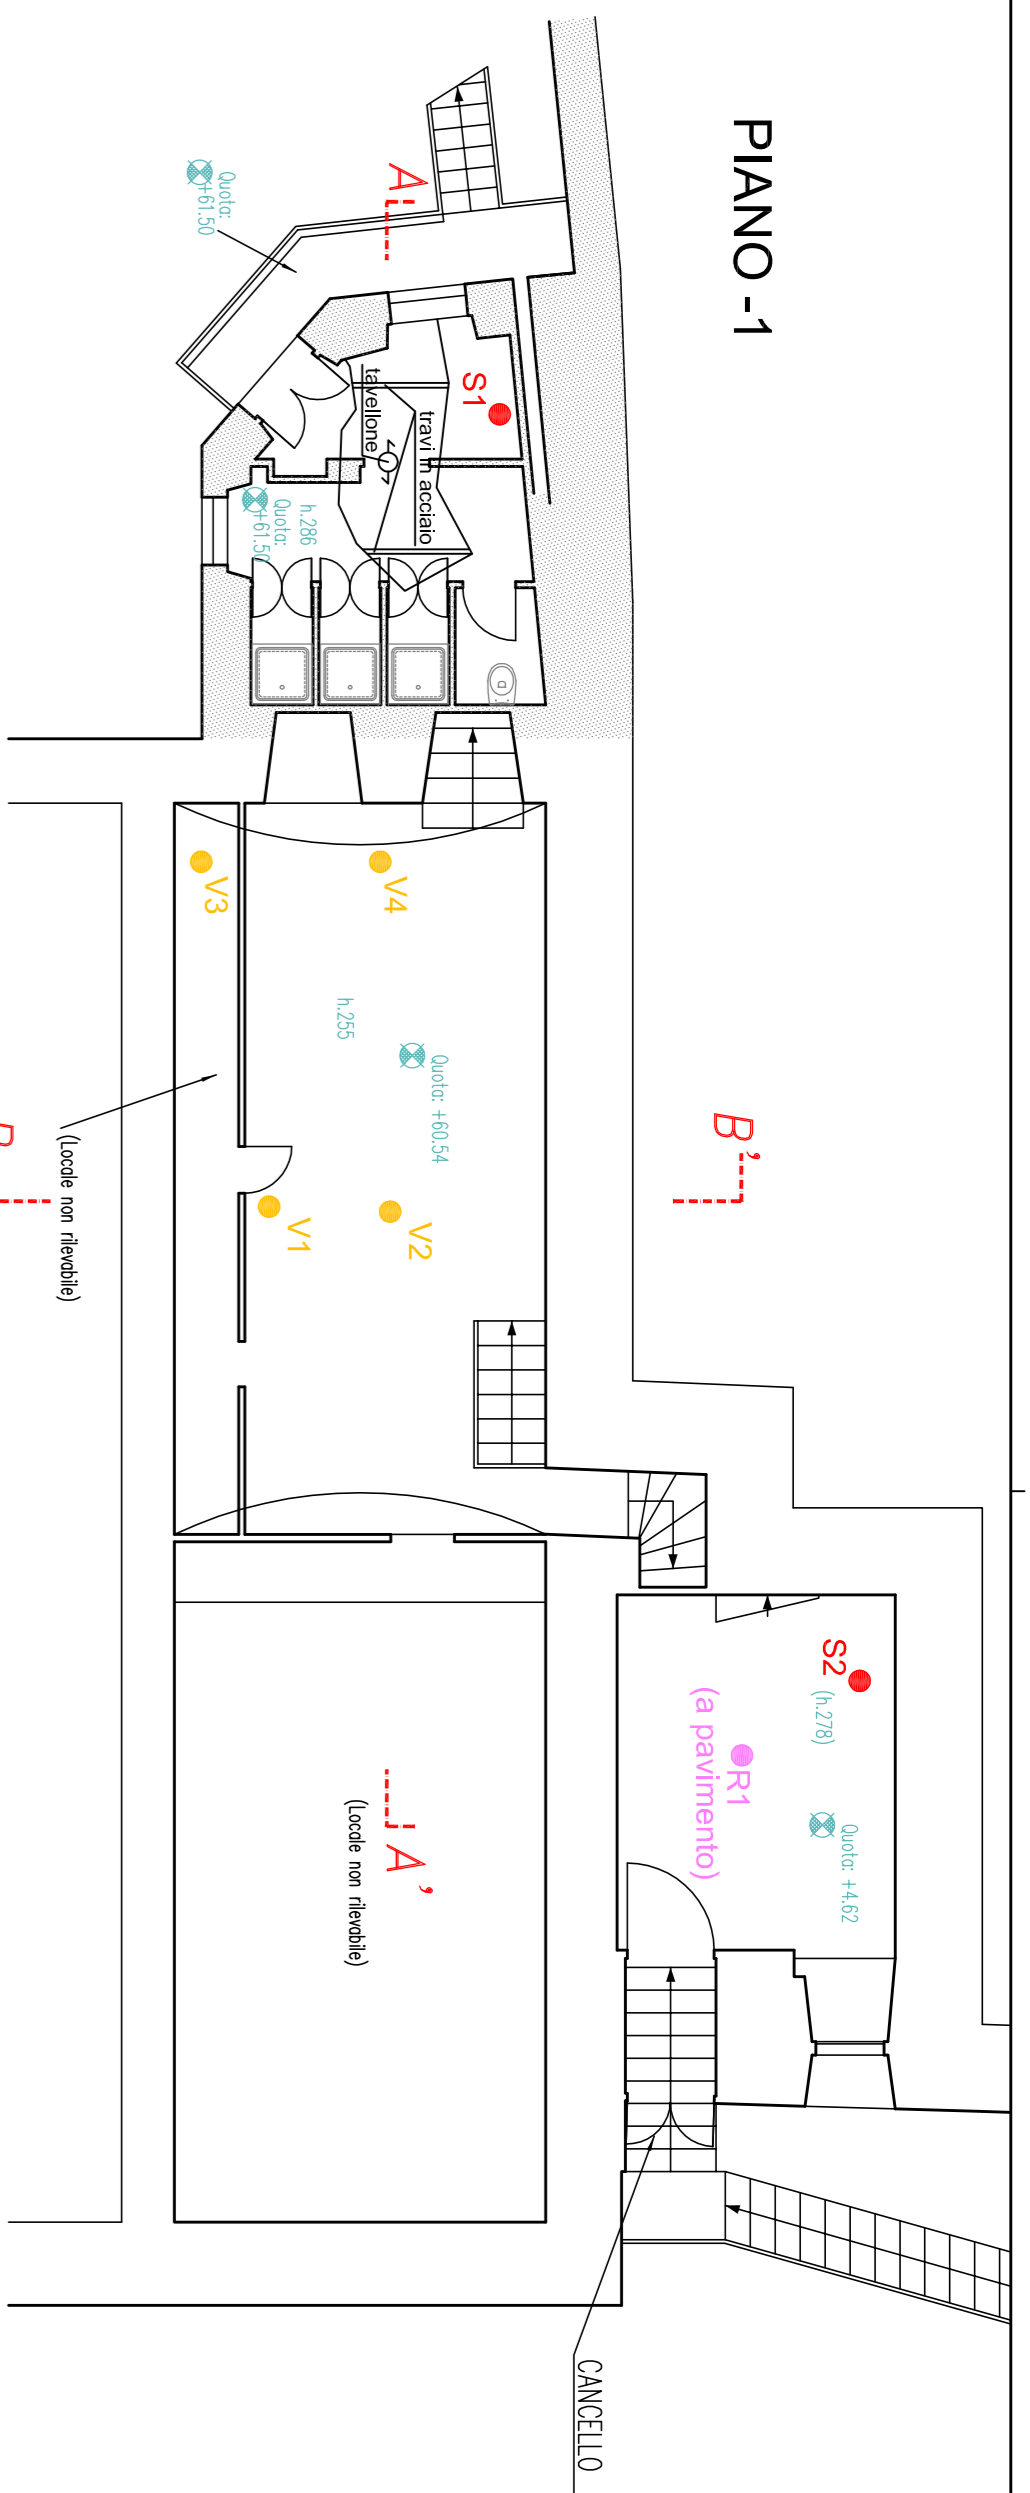 PIANO -1
A
Quota:
+61.50
S1
travi in acciaio
tavellone
h.286
Quota:
+61.50
D
V4
V3
h.255
Quota: +60.54
B'
B
(Locale non rilevabile)
V2
V1
S2
(h.278)
R1
(a pavimento)
Quota: +4.62
A'
(Locale non rilevabile)
CANCELLO